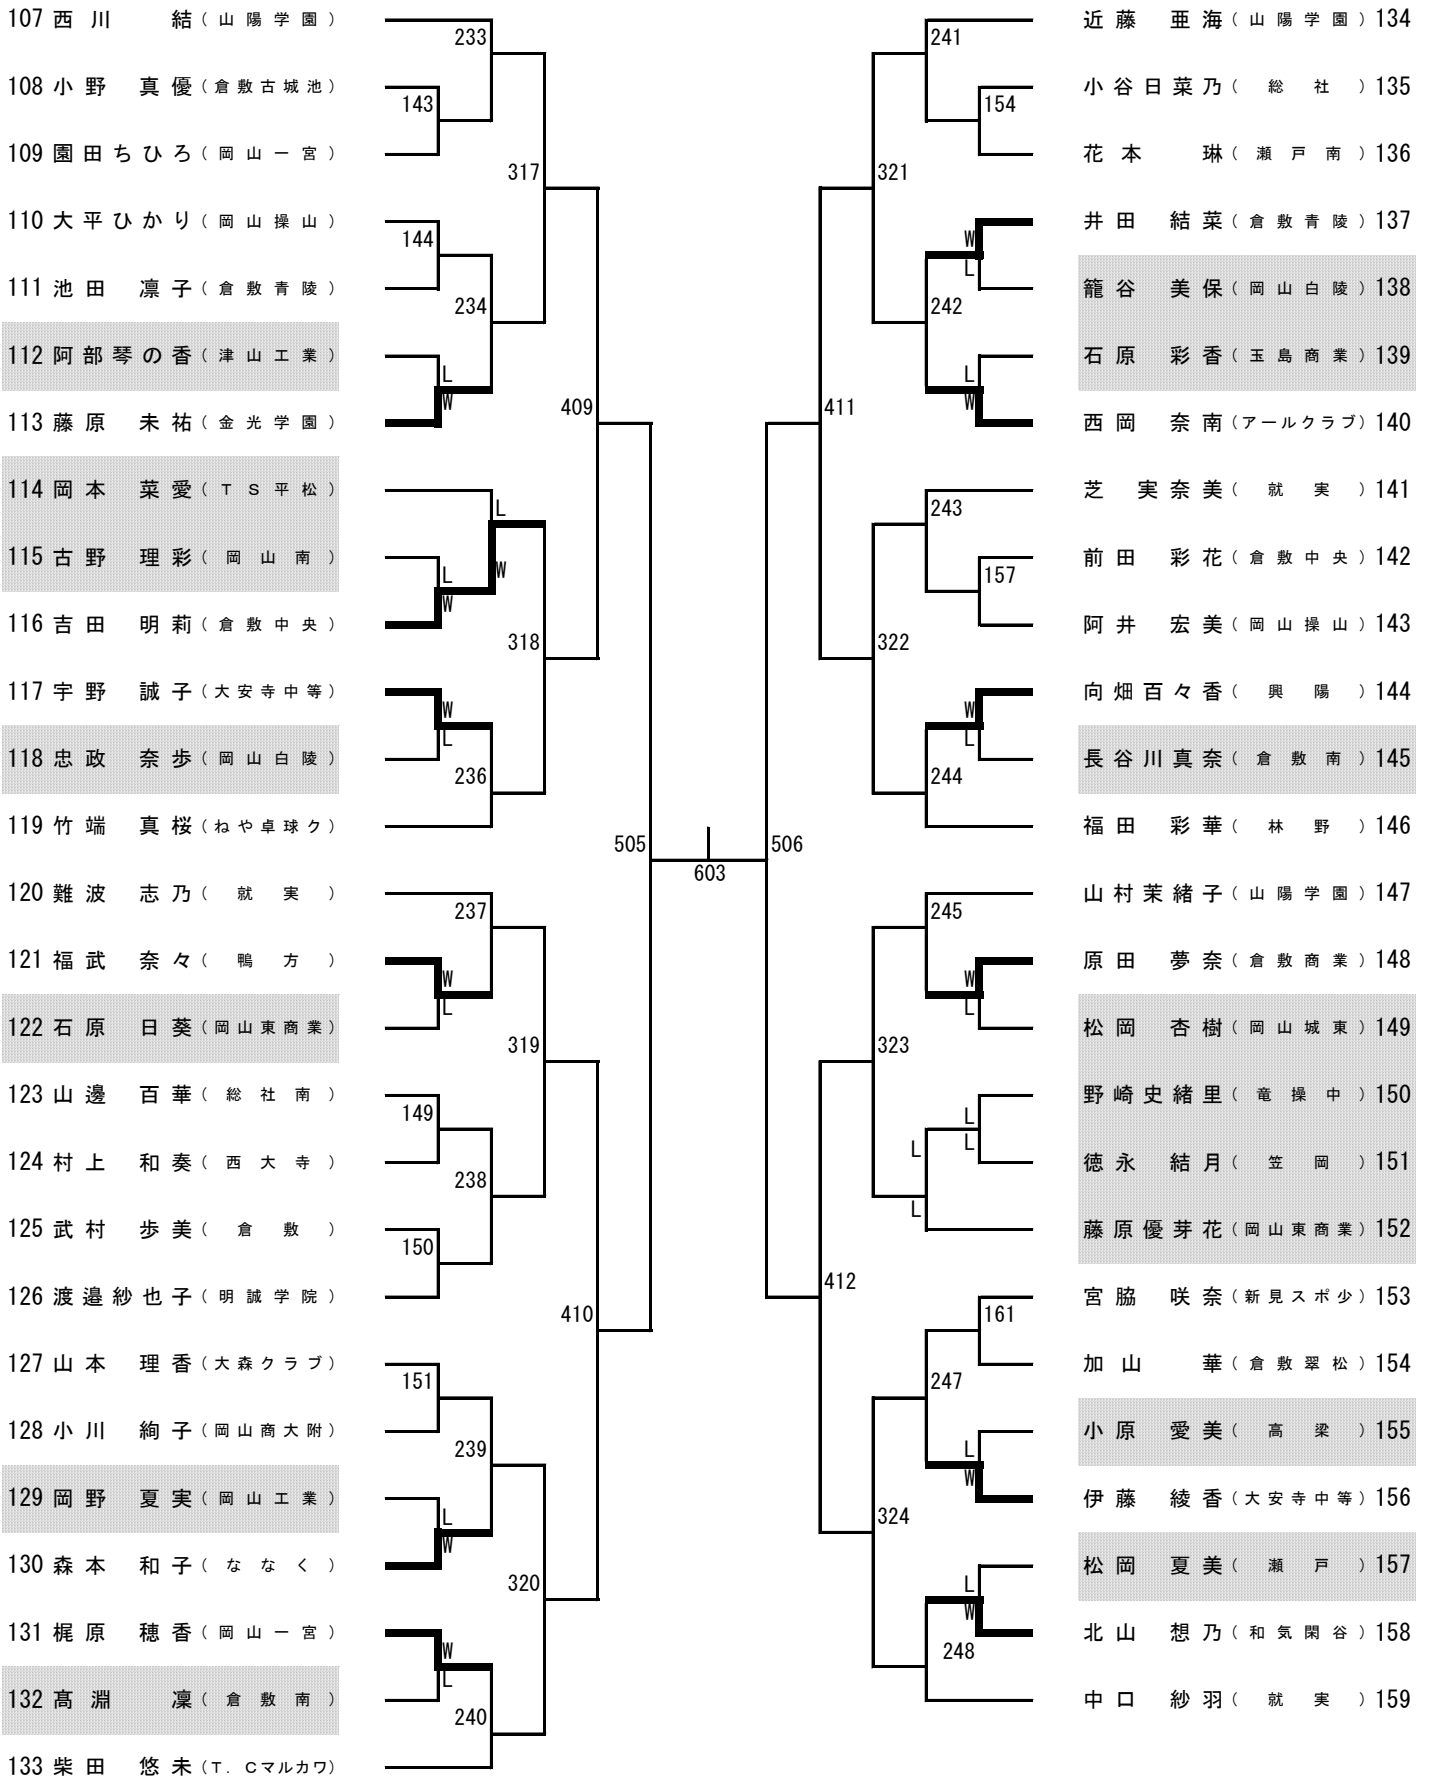 107 西川　結（山陽学園）
108 小野　真優（倉敷古城池）
109 園田ちひろ（岡山一宮）
110 大平ひかり（岡山操山）
111 池田　凛子（倉敷青陵）
112 阿部琴の香（津山工業）
113 藤原　未祐（金光学園）
114 岡本　菜愛（ＴＳ平松）
115 古野　理彩（岡山南）
116 吉田　明莉（倉敷中央）
117 宇野　誠子（大安寺中等）
118 忠政　奈歩（岡山白陵）
119 竹端　真桜（ねや卓球ク）
120 難波　志乃（就実）
121 福武　奈々（鴨方）
122 石原　日葵（岡山東商業）
123 山邊　百華（総社南）
124 村上　和奏（西大寺）
125 武村　歩美（倉敷）
126 渡邉紗也子（明誠学院）
127 山本　理香（大森クラブ）
128 小川　絢子（岡山商大附）
129 岡野　夏実（岡山工業）
130 森本　和子（ななく）
131 梶原　穂香（岡山一宮）
132 髙淵　凜（倉敷南）
133 柴田　悠未（Ｔ．Ｃマルカワ）
233
143
317
144
234
L
W
409
L
W
L
W
318
W
L
236
505
237
W
L
319
149
238
150
410
151
239
L
W
320
W
L
240
603
506
241
154
321
W
L
242
L
W
411
243
157
322
W
L
244
245
W
L
323
L
L
L
L
412
161
247
L
W
324
L
W
248
近藤　亜海（山陽学園）134
小谷日菜乃（総社）135
花本　琳（瀬戸南）136
井田　結菜（倉敷青陵）137
籠谷　美保（岡山白陵）138
石原　彩香（玉島商業）139
西岡　奈南（アールクラブ）140
芝　実奈美（就実）141
前田　彩花（倉敷中央）142
阿井　宏美（岡山操山）143
向畑百々香（興陽）144
長谷川真奈（倉敷南）145
福田　彩華（林野）146
山村茉緒子（山陽学園）147
原田　夢奈（倉敷商業）148
松岡　杏樹（岡山城東）149
野崎史緒里（竜操中）150
徳永　結月（笠岡）151
藤原優芽花（岡山東商業）152
宮脇　咲奈（新見スポ少）153
加山　華（倉敷翠松）154
小原　愛美（高梁）155
伊藤　綾香（大安寺中等）156
松岡　夏美（瀬戸）157
北山　想乃（和気閑谷）158
中口　紗羽（就実）159